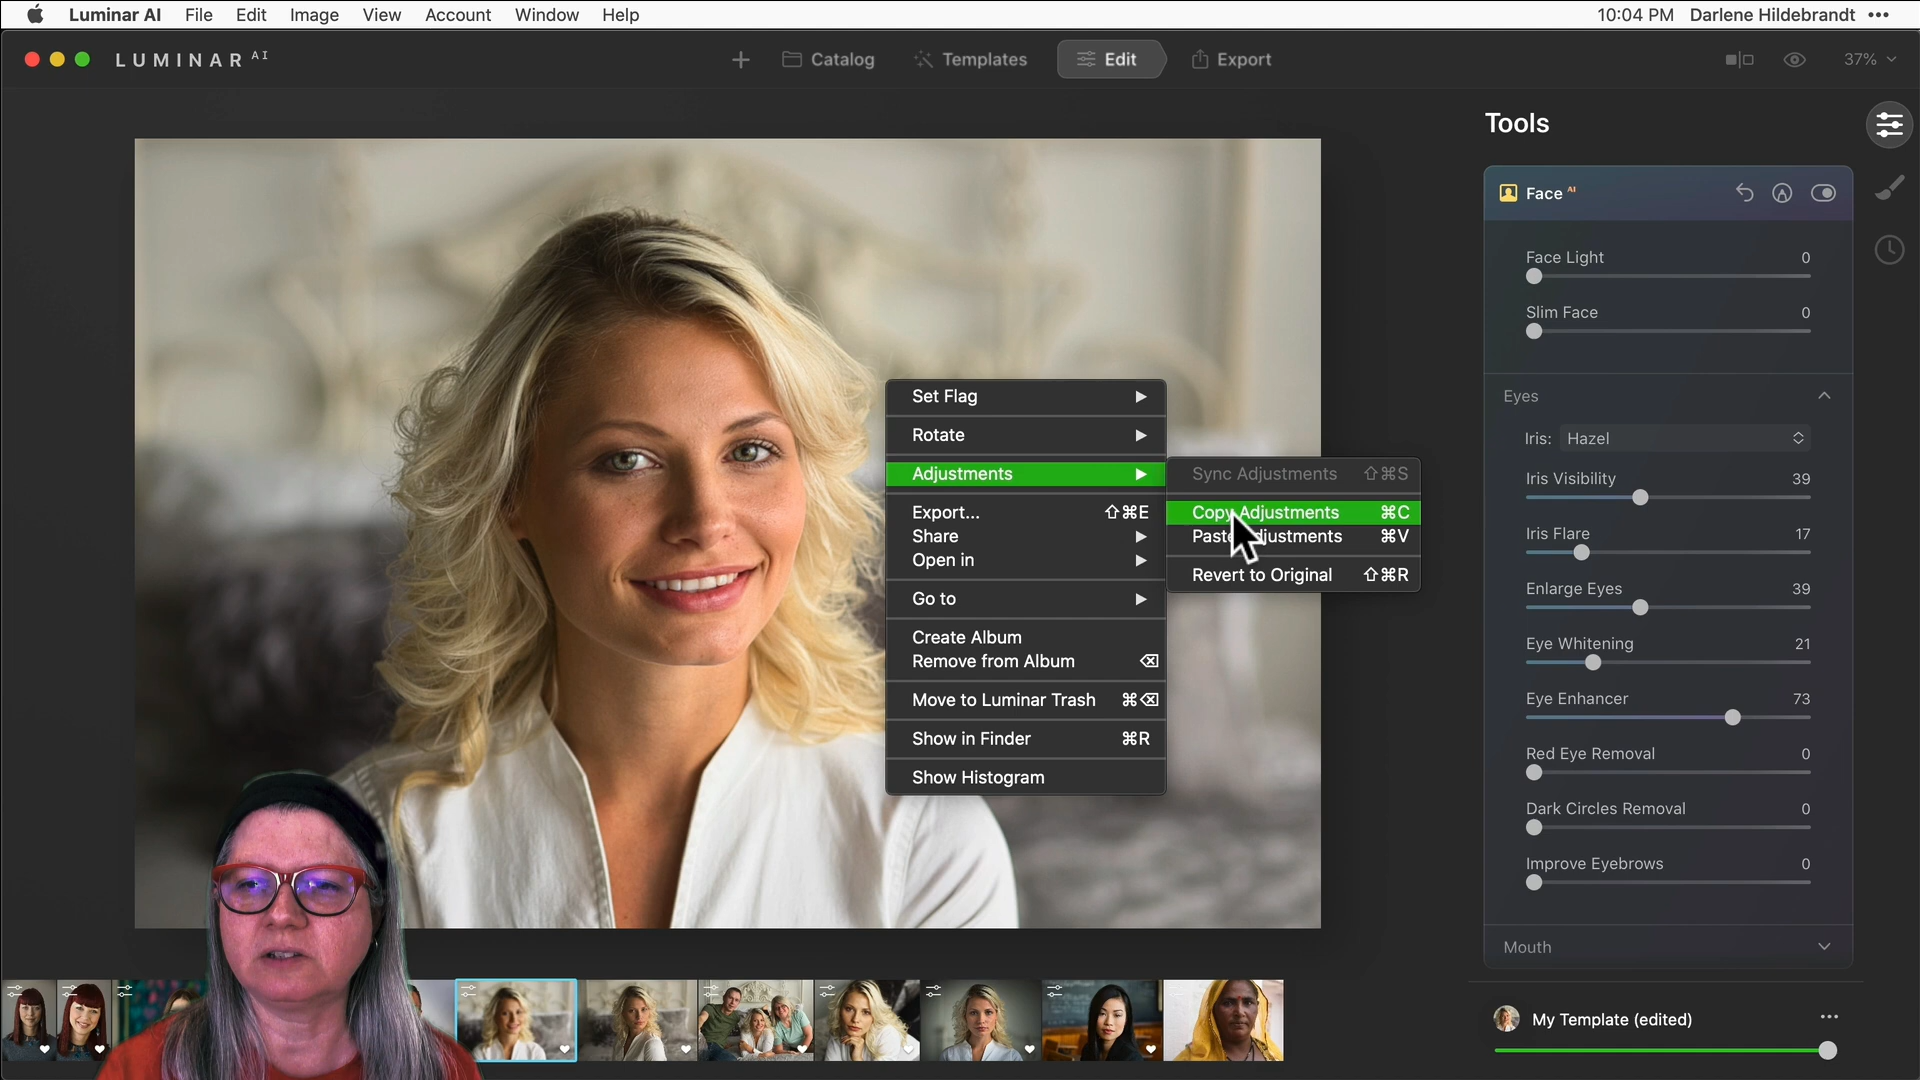 Luminar AI File Edit Image View Account Window Help 10:04 PM Darlene Hildebrandt •••
LUMINAR AI
+ Catalog Templates Edit Export 37%
Tools
Face AI
Face Light 0
Slim Face 0
Eyes
Iris: Hazel
Iris Visibility 39
Iris Flare 17
Enlarge Eyes 39
Eye Whitening 21
Eye Enhancer 73
Red Eye Removal 0
Dark Circles Removal 0
Improve Eyebrows 0
Mouth
My Template (edited) •••
Set Flag ▶
Rotate ▶
Adjustments ▶
Export... ⇧⌘E
Share ▶
Open in ▶
Go to ▶
Create Album
Remove from Album ⌫
Move to Luminar Trash ⌘⌫
Show in Finder ⌘R
Show Histogram
Sync Adjustments ⇧⌘S
Copy Adjustments ⌘C
Paste Adjustments ⌘V
Revert to Original ⇧⌘R